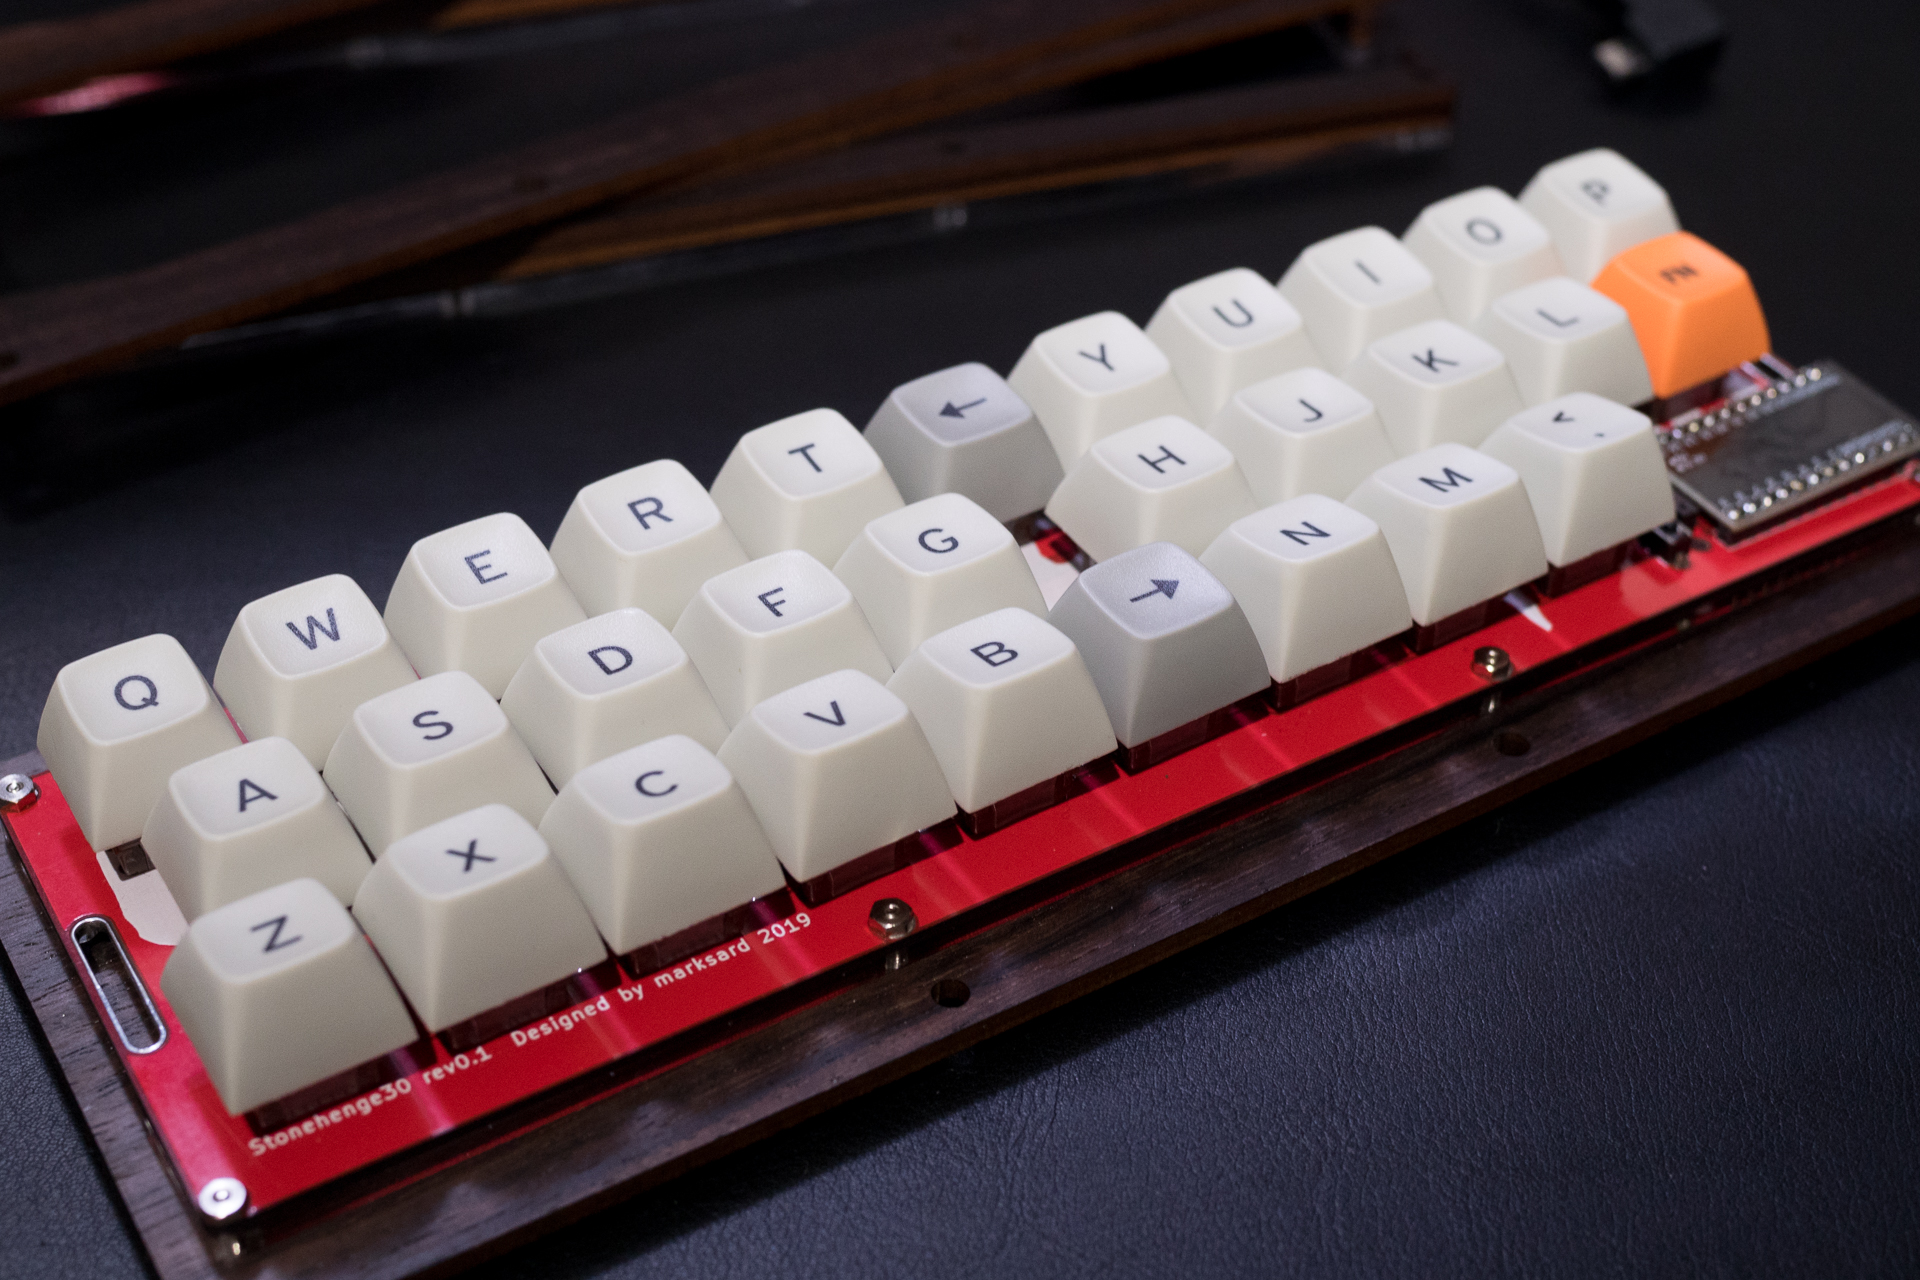 Q W E R T ← Y U I O P
A S D F G H J K L FN
Z X C V B → N M < ,
Stonehenge30 rev0.1 Designed by marksard 2019